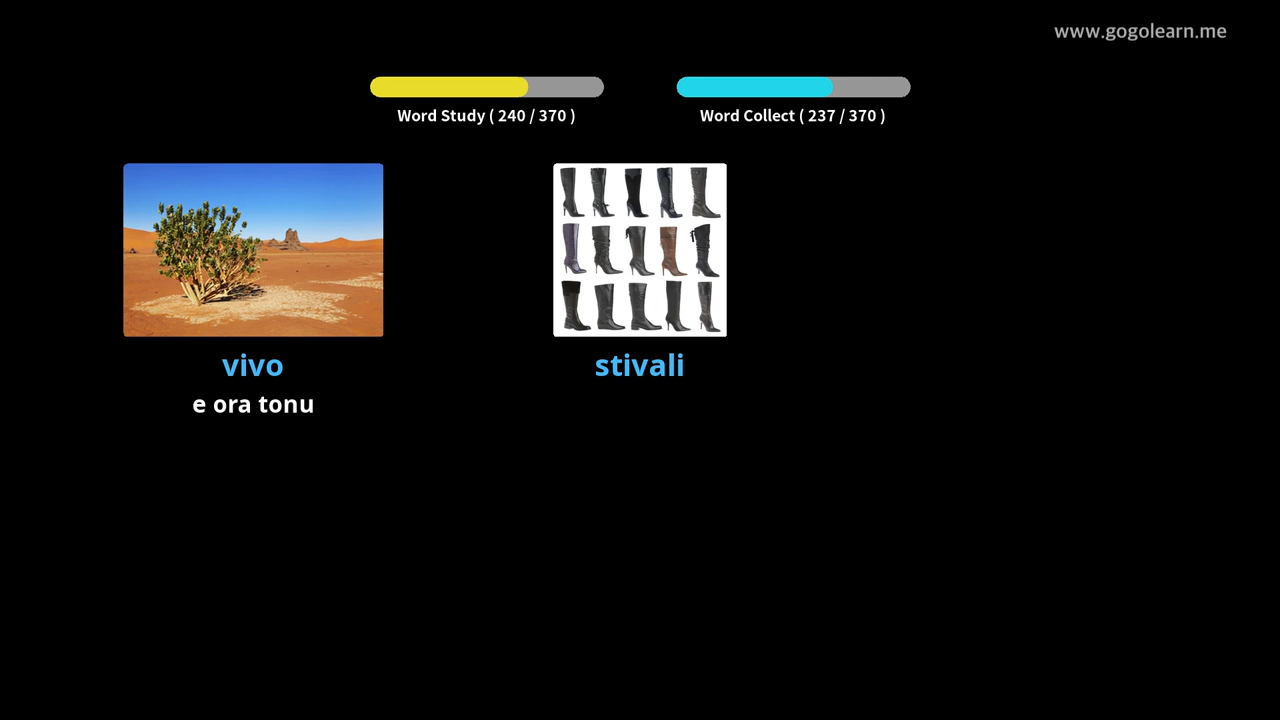 www.gogolearn.me
Word Study ( 240 / 370 )
Word Collect ( 237 / 370 )
vivo
e ora tonu
stivali